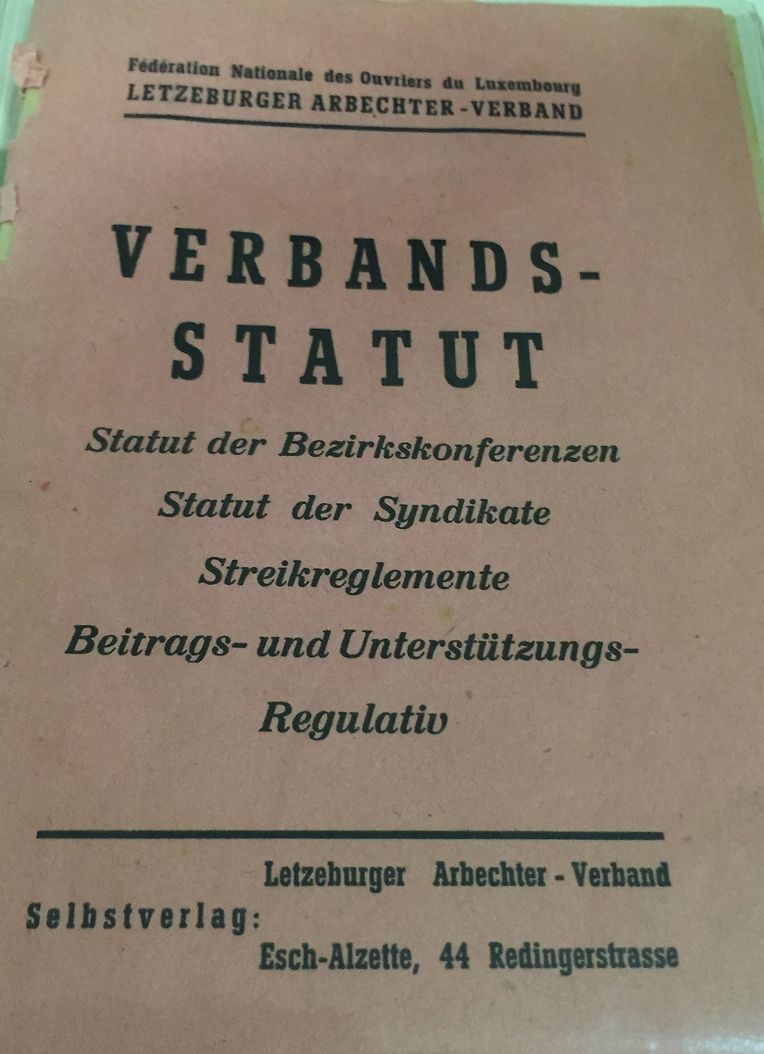 Fédération Nationale des Ouvriers du Luxembourg
LETZEBURGER ARBECHTER-VERBAND
VERBANDS-
STATUT
Statut der Bezirkskonferenzen
Statut der Syndikate
Streikreglemente
Beitrags- und Unterstützungs-
Regulativ
Letzeburger Arbechter - Verband
Selbstverlag:
Esch-Alzette, 44 Redingerstrasse